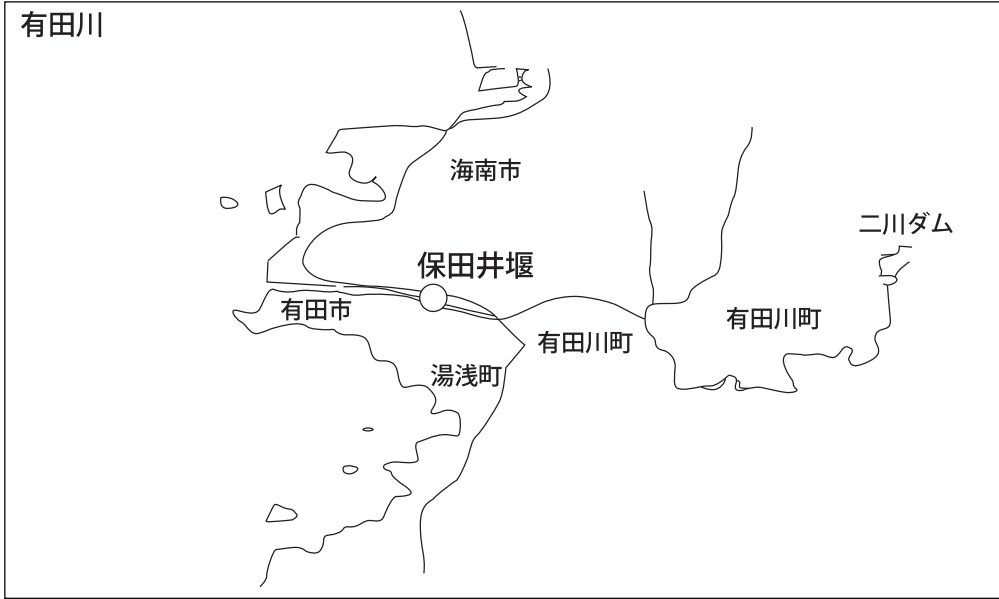 有田川
海南市
二川ダム
保田井堰
有田市
有田川町
有田川町
湯浅町